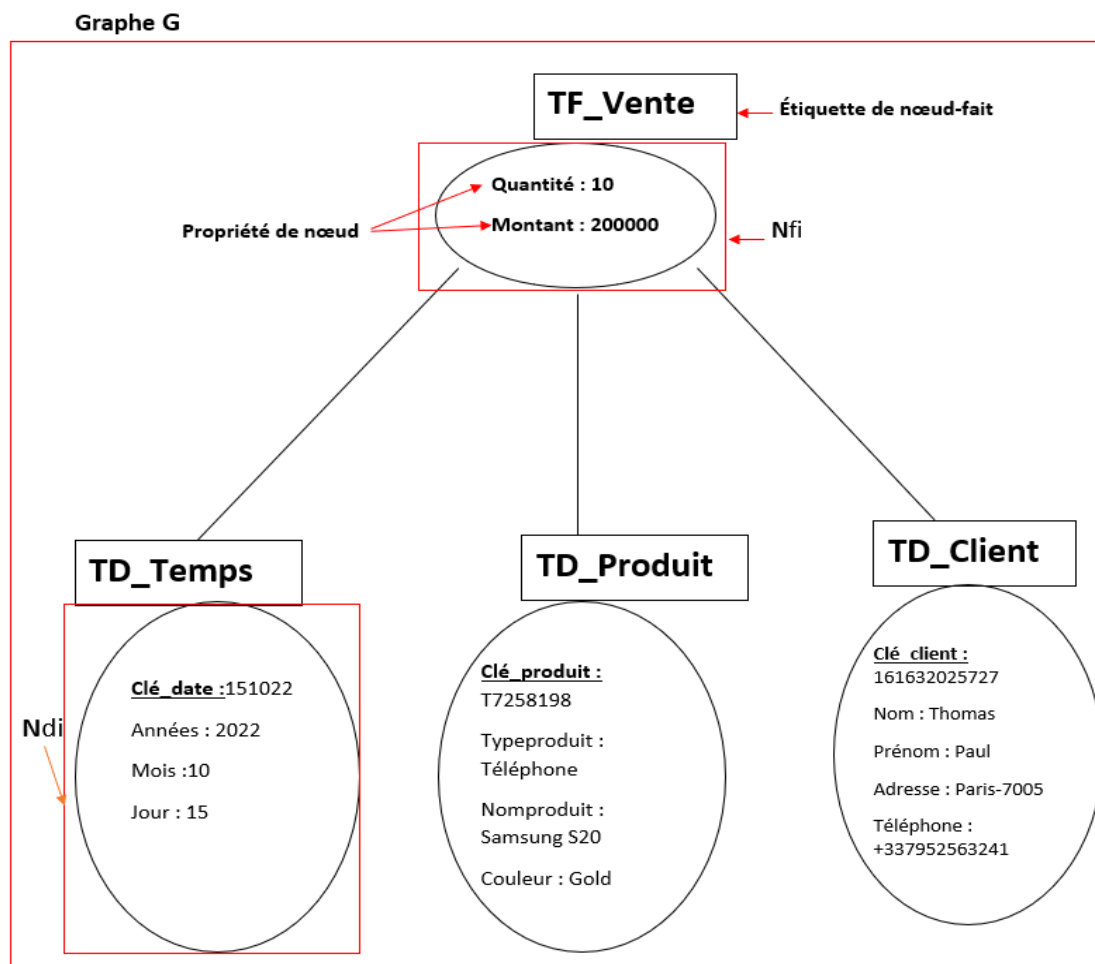 Graphe G
TF_Vente
Étiquette de nœud-fait
Quantité : 10
Propriété de nœud
Montant : 200000
Nfi
TD_Temps
TD_Produit
TD_Client
Ndi
Clé_date :151022
Années : 2022
Mois :10
Jour : 15
Clé_produit :
T7258198
Typeproduit :
Téléphone
Nomproduit :
Samsung S20
Couleur : Gold
Clé_client :
161632025727
Nom : Thomas
Prénom : Paul
Adresse : Paris-7005
Téléphone :
+337952563241